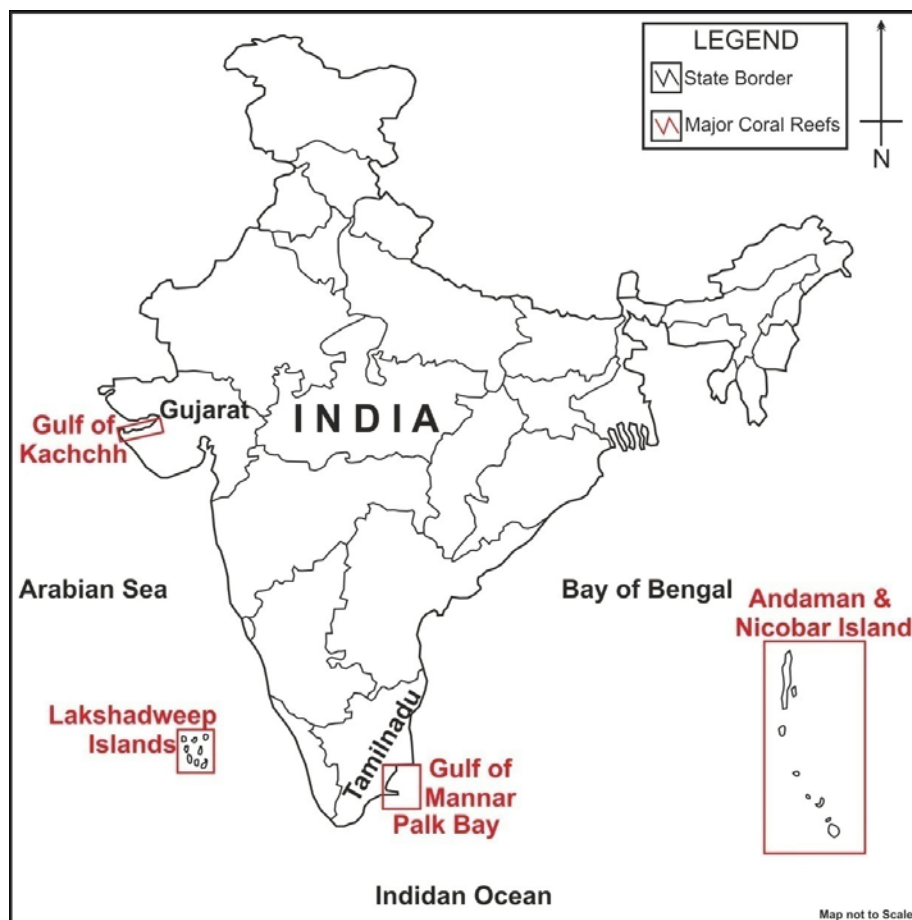 LEGEND
State Border
Major Coral Reefs
N
Gujarat
INDIA
Gulf of
Kachchh
Arabian Sea
Bay of Bengal
Andaman &
Nicobar Island
Lakshadweep
Islands
Tamilnadu
Gulf of
Mannar
Palk Bay
Indidan Ocean
Map not to Scale